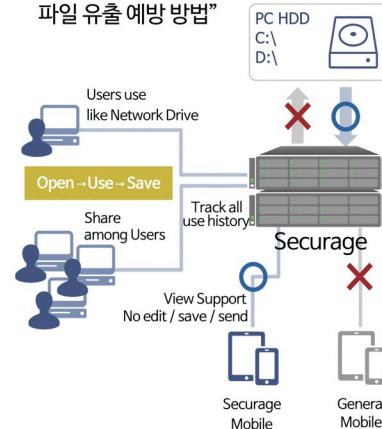 파일 유출 예방 방법”
PC HDD
C:\
D:\
Users use
like Network Drive
Open→Use→Save
Share
among Users
Track all
use history
Securage
View Support
No edit / save / send
Securage
Mobile
General
Mobile